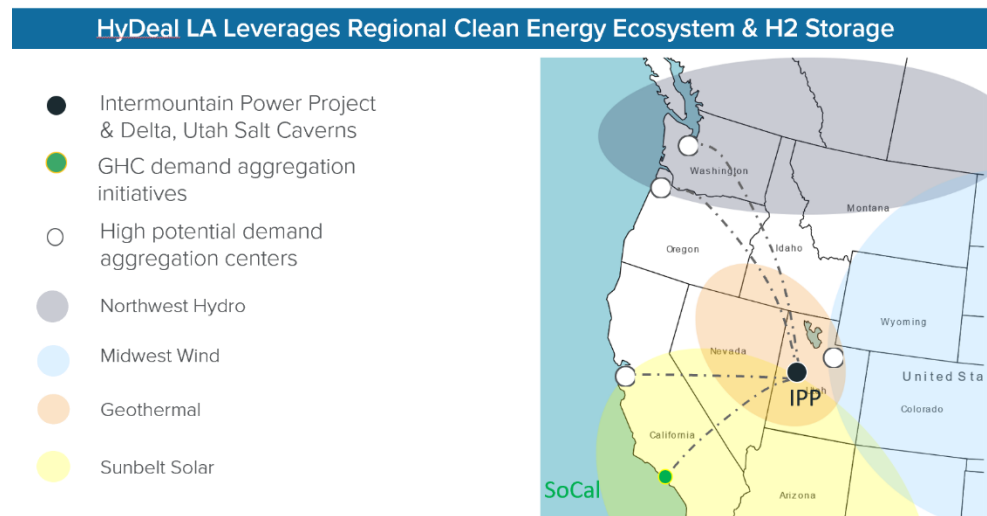 HyDeal LA Leverages Regional Clean Energy Ecosystem & H2 Storage
Intermountain Power Project
& Delta, Utah Salt Caverns
GHC demand aggregation
initiatives
High potential demand
aggregation centers
Northwest Hydro
Midwest Wind
Geothermal
Sunbelt Solar
Washington
Montana
Oregon
Idaho
Wyoming
Nevada
United Sta
Utah
IPP
Colorado
California
SoCal
Arizona